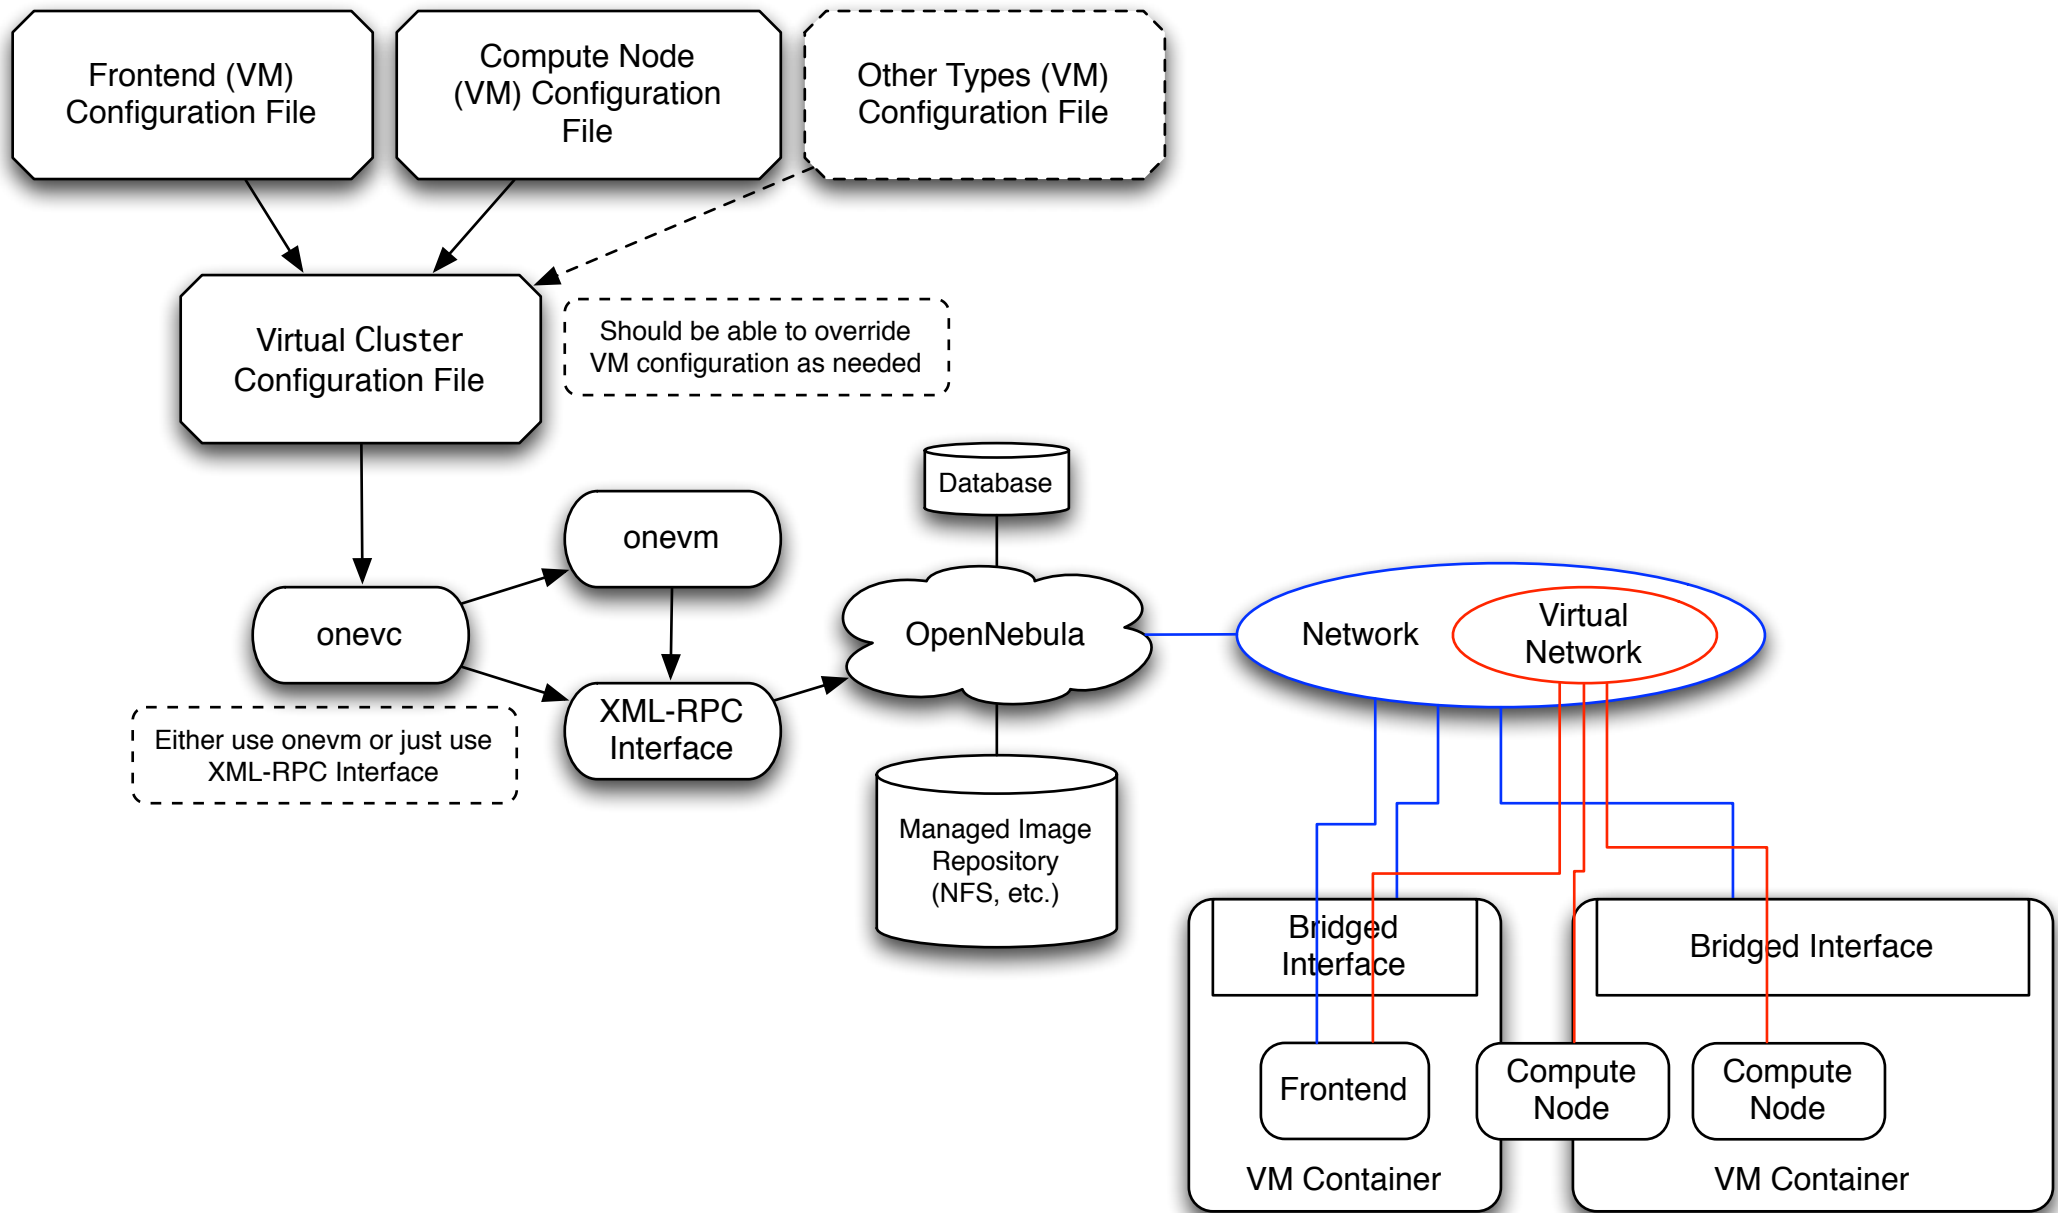 Frontend (VM)
Configuration File
Compute Node
(VM) Configuration
File
Other Types (VM)
Configuration File
Virtual Cluster
Configuration File
Should be able to override
VM configuration as needed
Database
onevm
onevc
OpenNebula
Network
Virtual
Network
XML-RPC
Interface
Either use onevm or just use
XML-RPC Interface
Managed Image
Repository
(NFS, etc.)
Bridged
Interface
Bridged Interface
Frontend
Compute
Node
Compute
Node
VM Container
VM Container